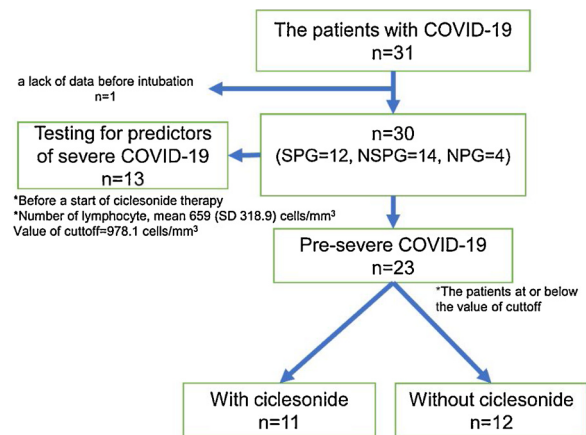 The patients with COVID-19
n=31
a lack of data before intubation
n=1
n=30
(SPG=12, NSPG=14, NPG=4)
Testing for predictors
of severe COVID-19
n=13
*Before a start of ciclesonide therapy
*Number of lymphocyte, mean 659 (SD 318.9) cells/mm³
Value of cuttoff=978.1 cells/mm³
Pre-severe COVID-19
n=23
*The patients at or below
the value of cuttoff
With ciclesonide
n=11
Without ciclesonide
n=12